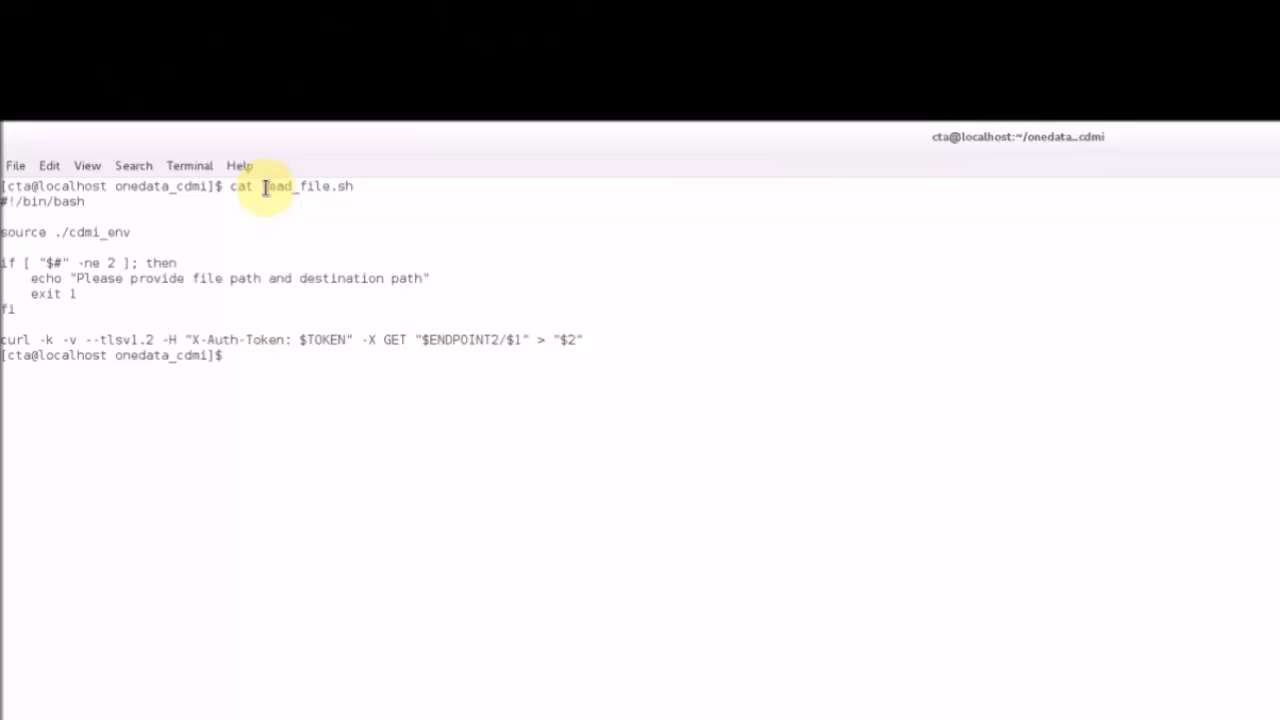 cta@localhost:~/onedata_cdmi
File Edit View Search Terminal Help
[cta@localhost onedata_cdmi]$ cat read_file.sh
#!/bin/bash
source ./cdmi_env
if [ "$#" -ne 2 ]; then
echo "Please provide file path and destination path"
exit 1
fi
curl -k -v --tlsv1.2 -H "X-Auth-Token: $TOKEN" -X GET "$ENDPOINT2/$1" > "$2"
[cta@localhost onedata_cdmi]$